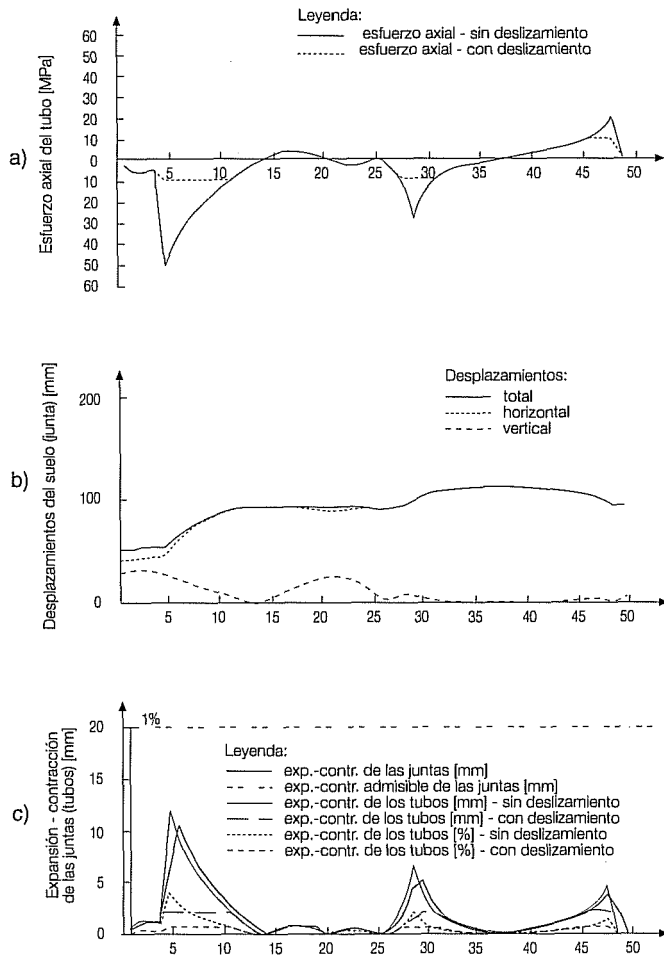 Leyenda:
esfuerzo axial - sin deslizamiento
esfuerzo axial - con deslizamiento
a)
Esfuerzo axial del tubo [MPa]
60
50
40
30
20
10
0
10
20
30
40
50
60
5 10 15 20 25 30 35 40 45 50
b)
Desplazamientos del suelo (junta) [mm]
Desplazamientos:
total
horizontal
vertical
200
100
0
5 10 15 20 25 30 35 40 45 50
c)
Expansión - contracción
de las juntas (tubos) [mm]
20
15
10
5
0
1%
Leyenda:
exp.-contr. de las juntas [mm]
exp.-contr. admisible de las juntas [mm]
exp.-contr. de los tubos [mm] - sin deslizamiento
exp.-contr. de los tubos [mm] - con deslizamiento
exp.-contr. de los tubos [%] - sin deslizamiento
exp.-contr. de los tubos [%] - con deslizamiento
5 10 15 20 25 30 35 40 45 50